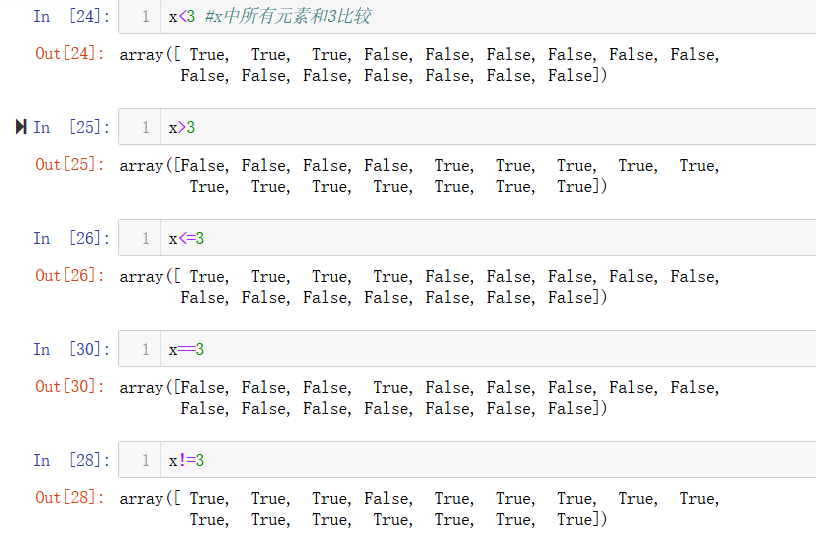 In [24]: 1 x<3 #x中所有元素和3比较
Out[24]: array([ True, True, True, False, False, False, False, False, False,
False, False, False, False, False, False, False])
In [25]: 1 x>3
Out[25]: array([False, False, False, False, True, True, True, True, True,
True, True, True, True, True, True, True])
In [26]: 1 x<=3
Out[26]: array([ True, True, True, True, False, False, False, False, False,
False, False, False, False, False, False, False])
In [30]: 1 x==3
Out[30]: array([False, False, False, True, False, False, False, False, False,
False, False, False, False, False, False, False])
In [28]: 1 x!=3
Out[28]: array([ True, True, True, False, True, True, True, True, True,
True, True, True, True, True, True, True])